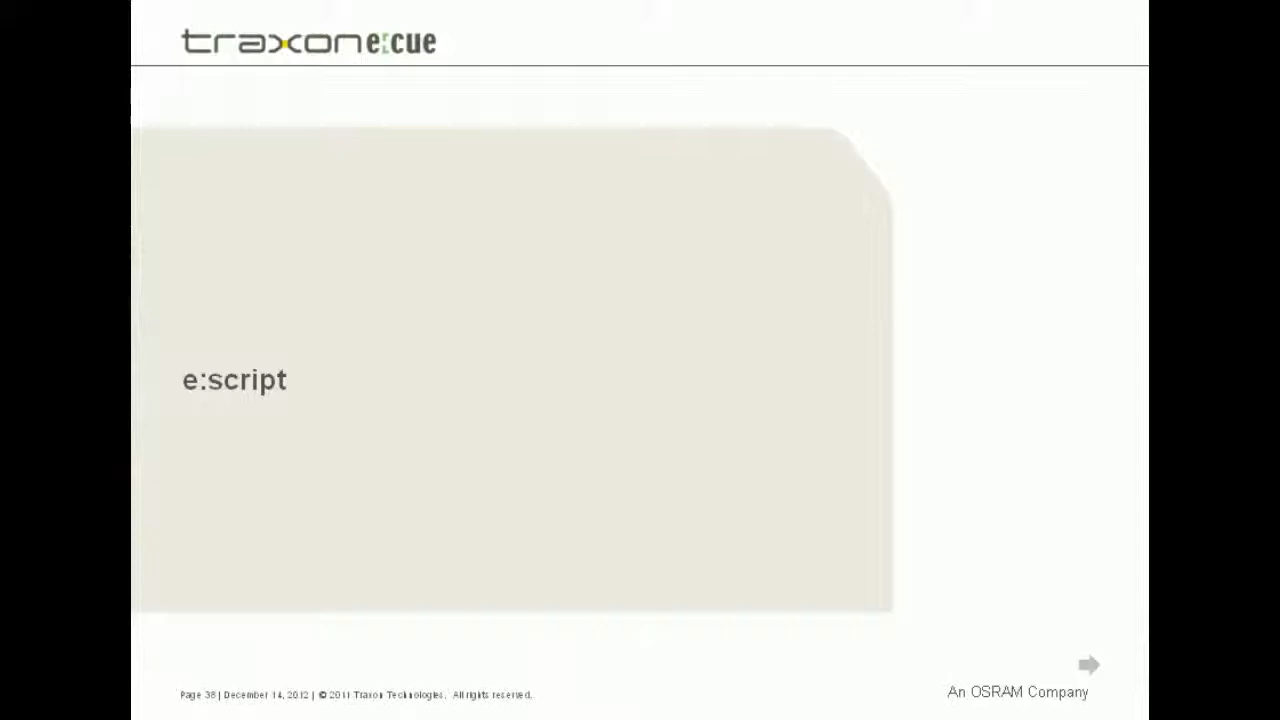 traxon e:cue
e:script
Page 38 | December 14, 2012 | © 2011 Traxon Technologies. All rights reserved.
An OSRAM Company